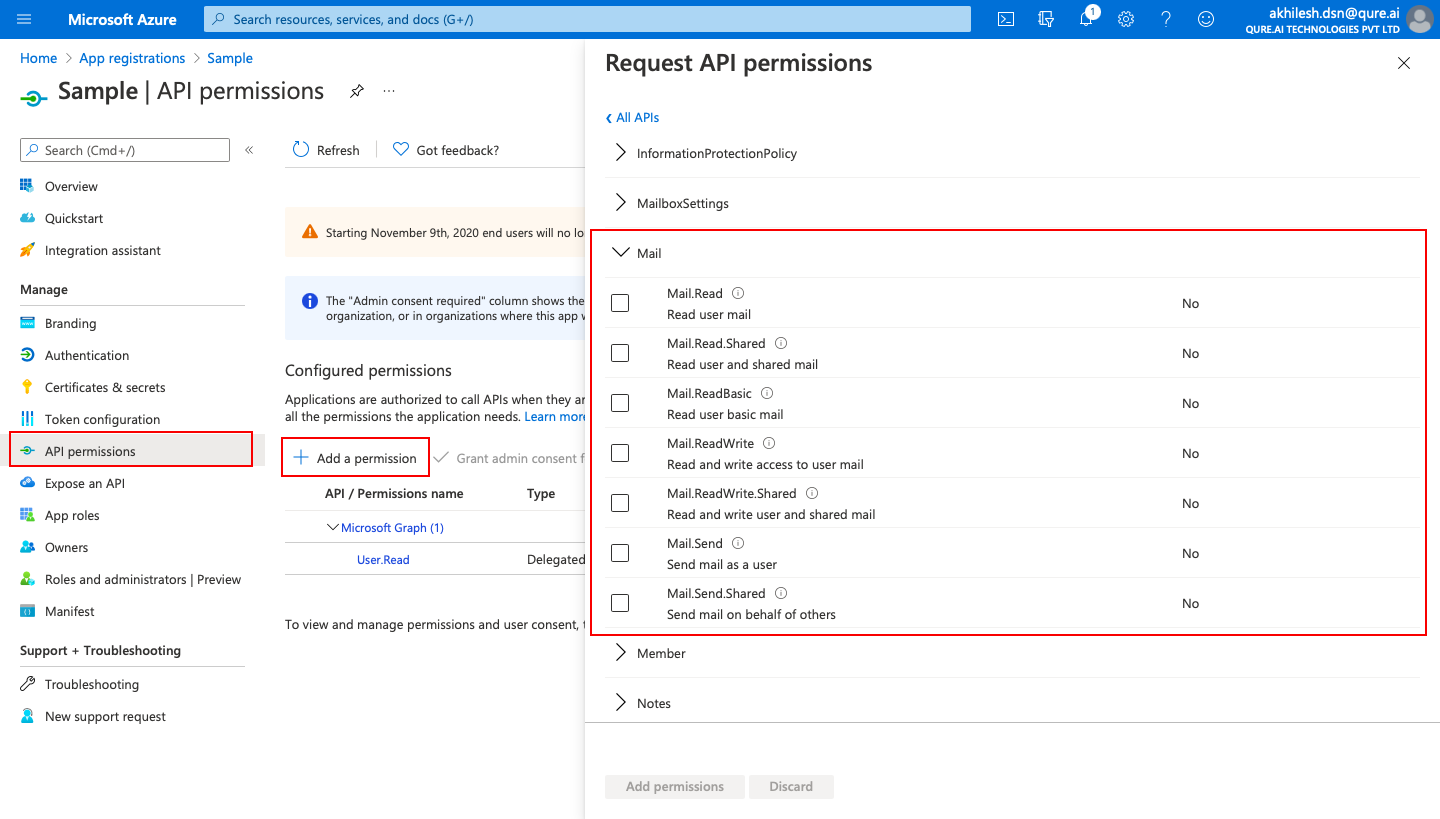 Microsoft Azure
Search resources, services, and docs (G+/)
1
akhilesh.dsn@qure.ai
QURE.AI TECHNOLOGIES PVT LTD
Home > App registrations > Sample
Sample | API permissions
...
Search (Cmd+/)
«
Overview
Quickstart
Integration assistant
Manage
Branding
Authentication
Certificates & secrets
Token configuration
API permissions
Expose an API
App roles
Owners
Roles and administrators | Preview
Manifest
Support + Troubleshooting
Troubleshooting
New support request
Refresh
Got feedback?
Starting November 9th, 2020 end users will no lo
The "Admin consent required" column shows the
organization, or in organizations where this app w
Configured permissions
Applications are authorized to call APIs when they ar
all the permissions the application needs. Learn more
Add a permission
Grant admin consent f
API / Permissions name Type
Microsoft Graph (1)
User.Read Delegated
To view and manage permissions and user consent, t
Request API permissions
All APIs
InformationProtectionPolicy
MailboxSettings
Mail
Mail.Read
Read user mail
No
Mail.Read.Shared
Read user and shared mail
No
Mail.ReadBasic
Read user basic mail
No
Mail.ReadWrite
Read and write access to user mail
No
Mail.ReadWrite.Shared
Read and write user and shared mail
No
Mail.Send
Send mail as a user
No
Mail.Send.Shared
Send mail on behalf of others
No
Member
Notes
Add permissions
Discard